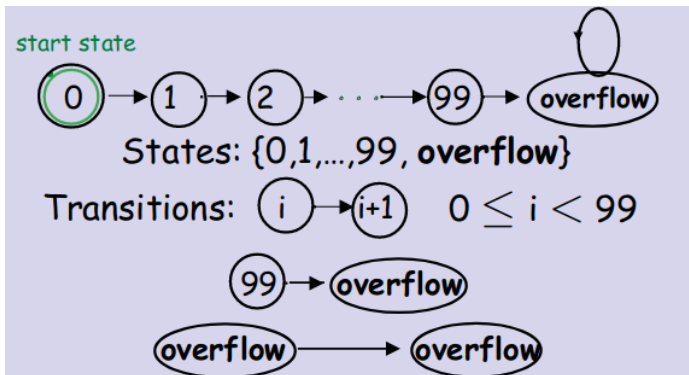 start state
0 1 2 ... 99 overflow
States: {0,1,...,99, overflow}
Transitions: i i+1 0 ≤ i < 99
99 overflow
overflow overflow